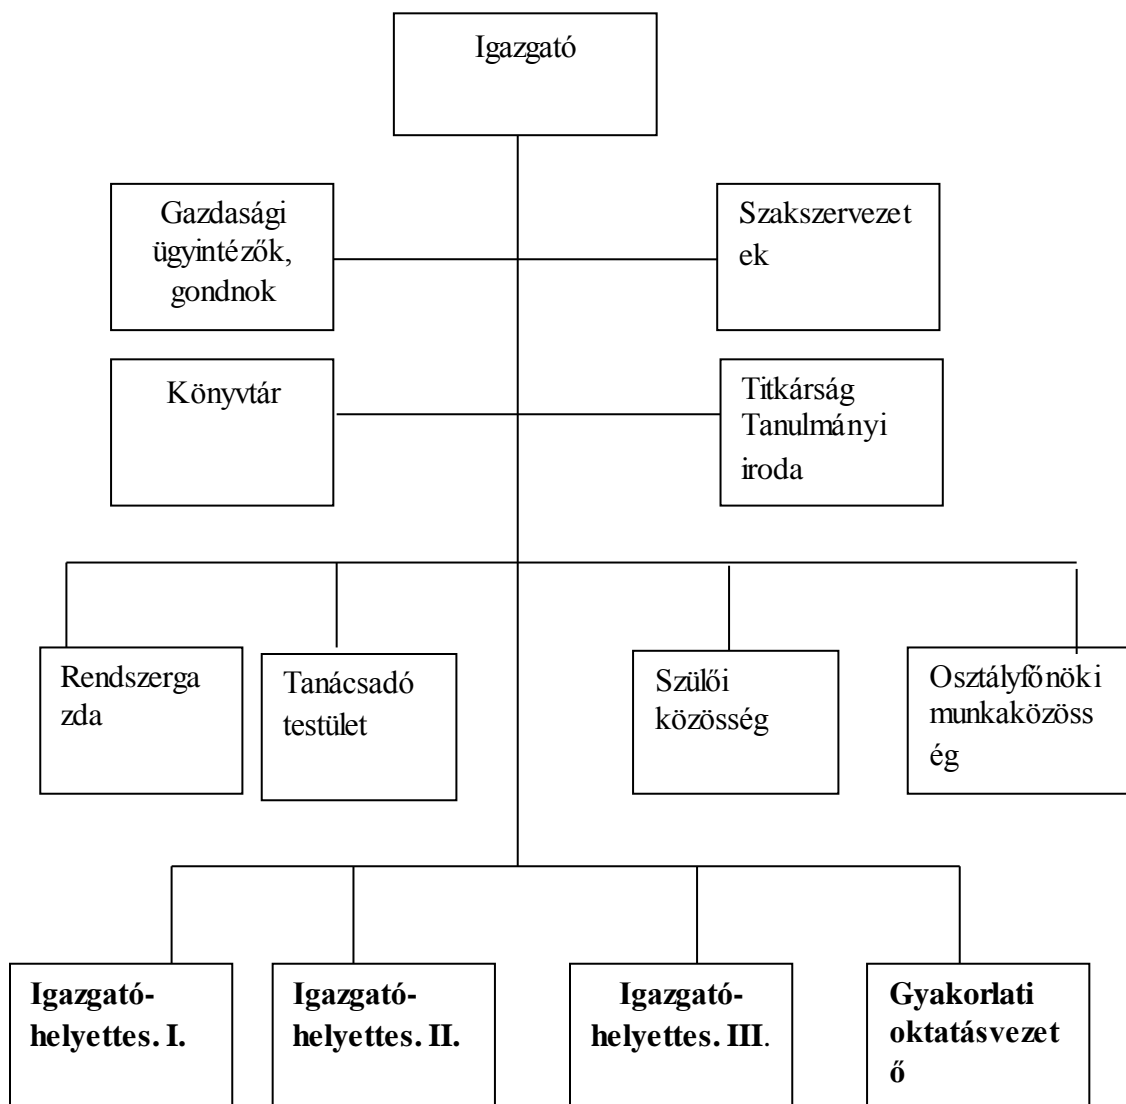 Igazgató
Gazdasági
ügyintézők,
gondnok
Szakszervezet
ek
Könyvtár
Titkárság
Tanulmányi
iroda
Rendszerga
zda
Tanácsadó
testület
Szülői
közösség
Osztályfőnöki
munkaközöss
ég
Igazgató-
helyettes. I.
Igazgató-
helyettes. II.
Igazgató-
helyettes. III.
Gyakorlati
oktatásvezet
ő